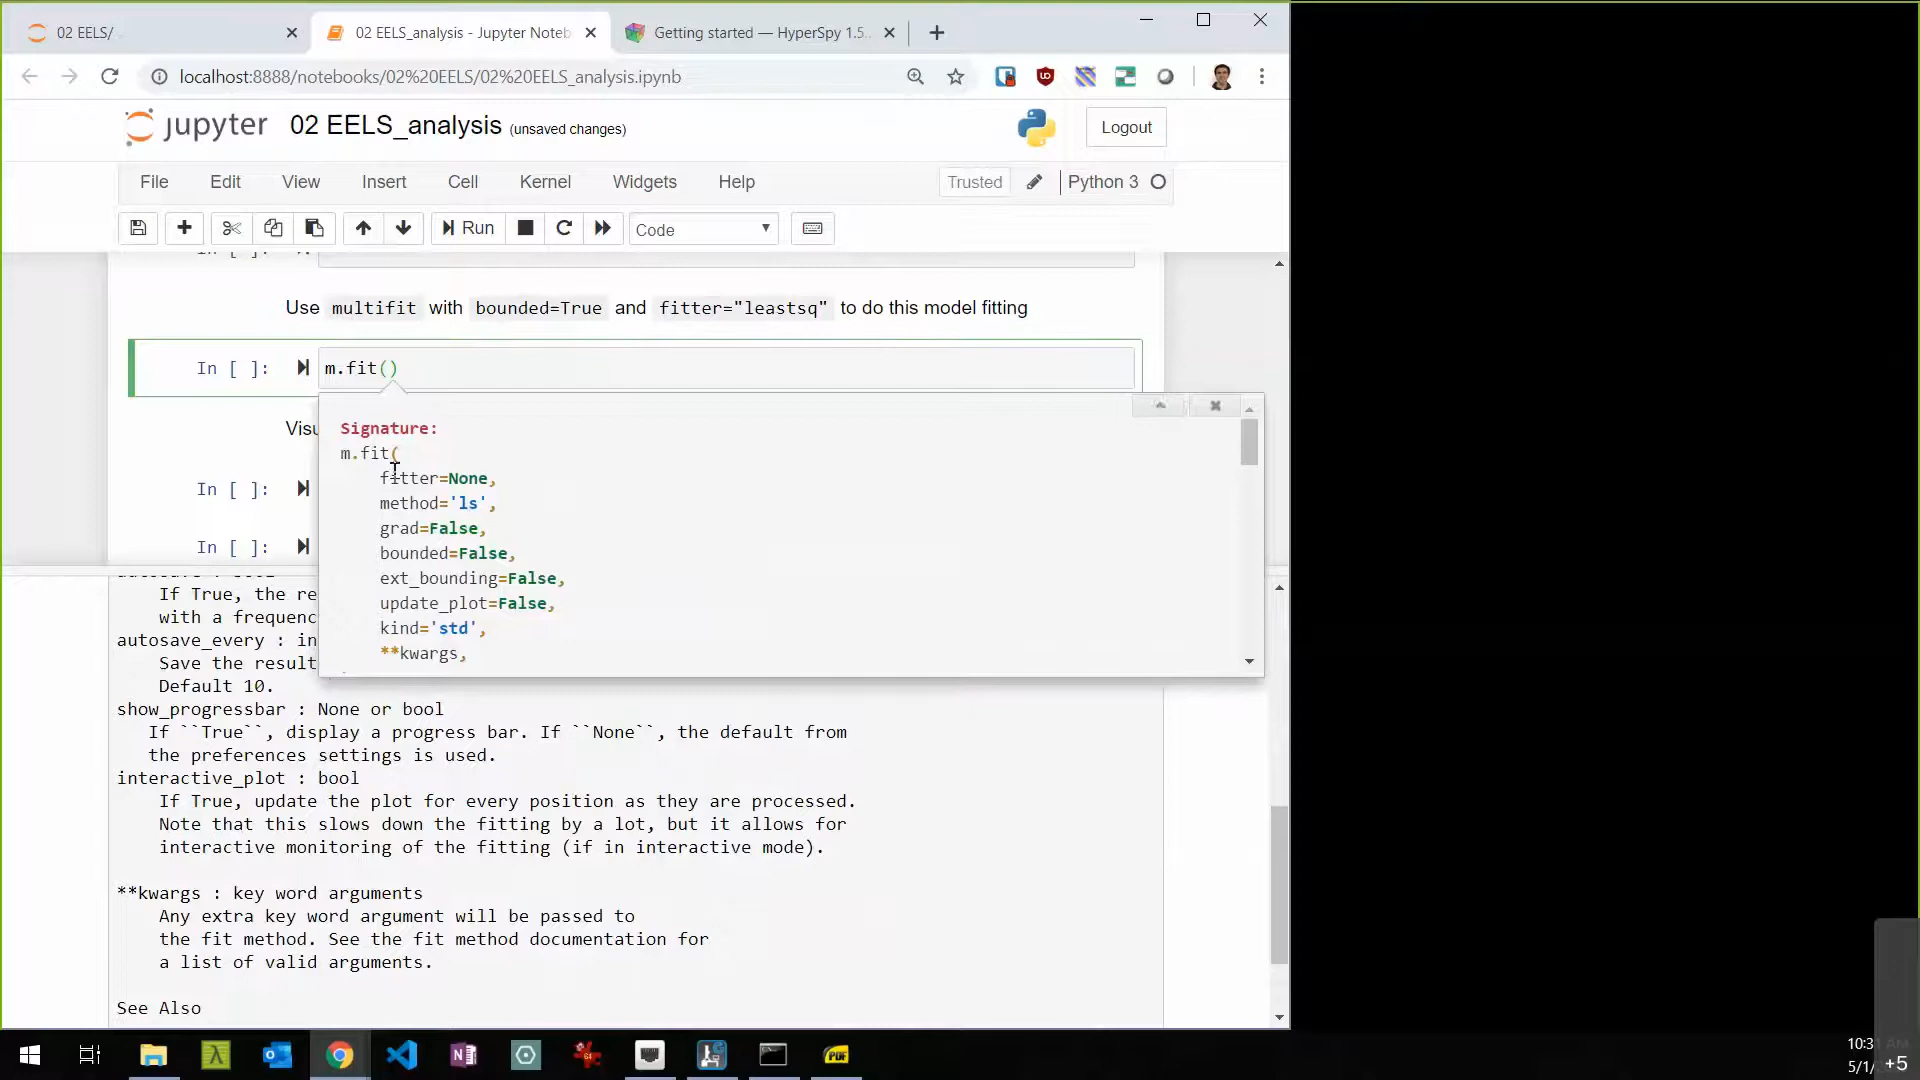 02 EELS/
02 EELS_analysis - Jupyter Noteb
Getting started — HyperSpy 1.5.
localhost:8888/notebooks/02%20EELS/02%20EELS_analysis.ipynb
jupyter 02 EELS_analysis (unsaved changes)
Logout
File Edit View Insert Cell Kernel Widgets Help
Trusted Python 3
Run Code
In [ ]:
Use multifit with bounded=True and fitter="leastsq" to do this model fitting
In [ ]: m.fit()
Visu
Signature:
m.fit(
fitter=None,
method='ls',
grad=False,
bounded=False,
ext_bounding=False,
update_plot=False,
kind='std',
**kwargs,
In [ ]:
In [ ]:
If True, the re
with a frequenc
autosave_every : in
Save the result
Default 10.
show_progressbar : None or bool
If ``True``, display a progress bar. If ``None``, the default from
the preferences settings is used.
interactive_plot : bool
If True, update the plot for every position as they are processed.
Note that this slows down the fitting by a lot, but it allows for
interactive monitoring of the fitting (if in interactive mode).
**kwargs : key word arguments
Any extra key word argument will be passed to
the fit method. See the fit method documentation for
a list of valid arguments.
See Also
10:31 AM
5/1/
+5